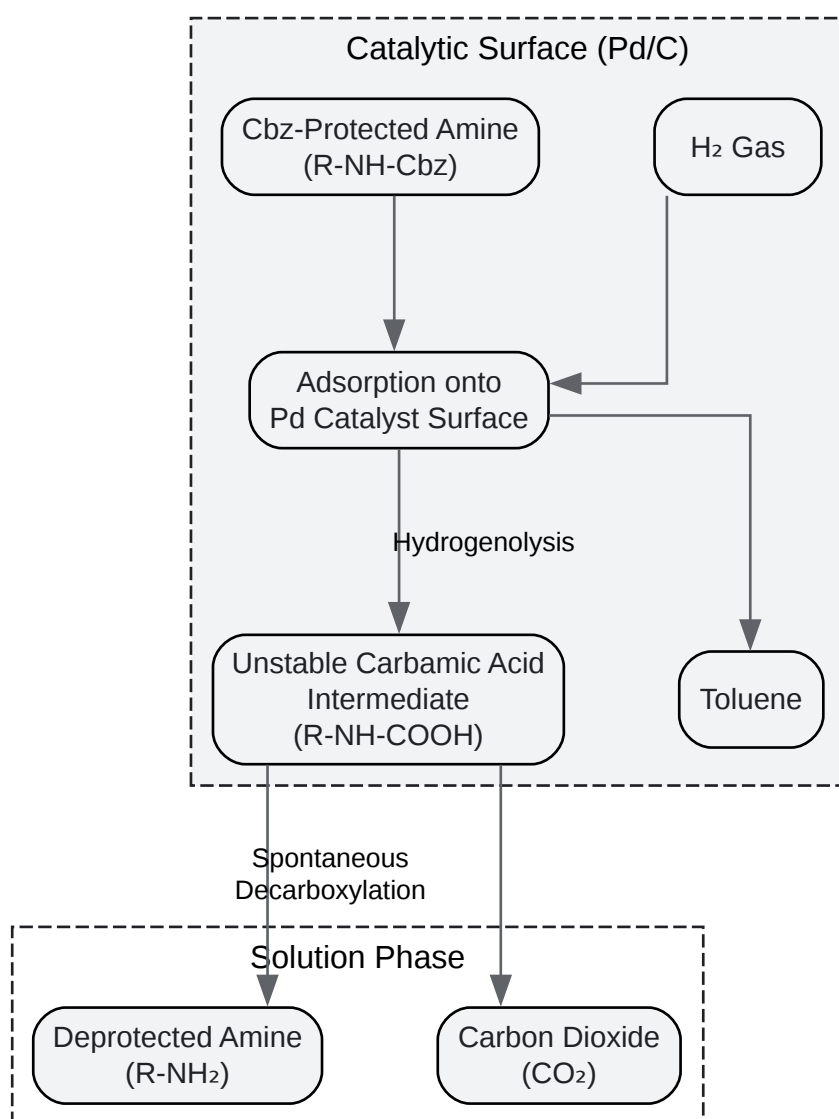 Catalytic Surface (Pd/C)
Cbz-Protected Amine
(R-NH-Cbz)
H₂ Gas
Adsorption onto
Pd Catalyst Surface
Hydrogenolysis
Unstable Carbamic Acid
Intermediate
(R-NH-COOH)
Toluene
Spontaneous
Decarboxylation
Solution Phase
Deprotected Amine
(R-NH₂)
Carbon Dioxide
(CO₂)